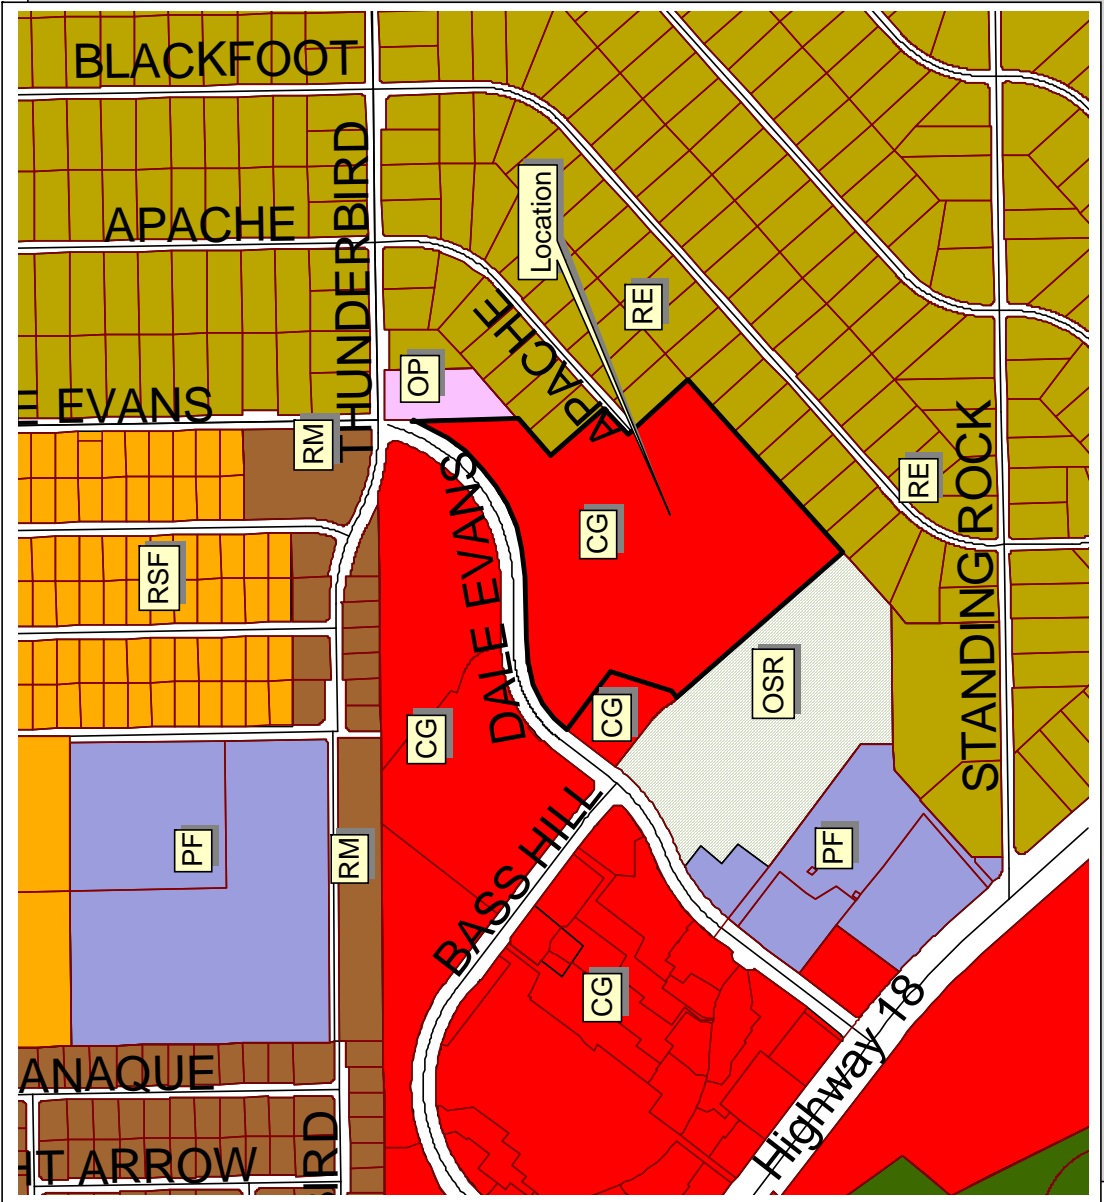 BLACKFOOT
THUNDERBIRD
APACHE
Location
RE
APACHE
OP
E EVANS
RM
STANDING ROCK
RE
DALE EVANS
CG
RSF
OSR
CG
CG
PF
RM
PF
BASS HILL
CG
Highway 18
ANAQUE
HT ARROW
BIRD